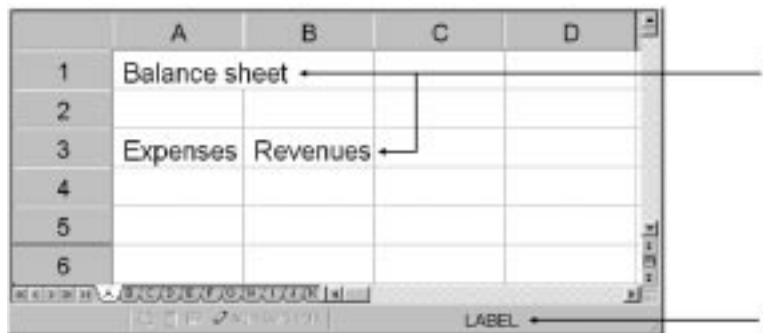 A B C D
1 Balance sheet
2
3 Expenses Revenues
4
5
6
A B C D E F G H I J K
LABEL